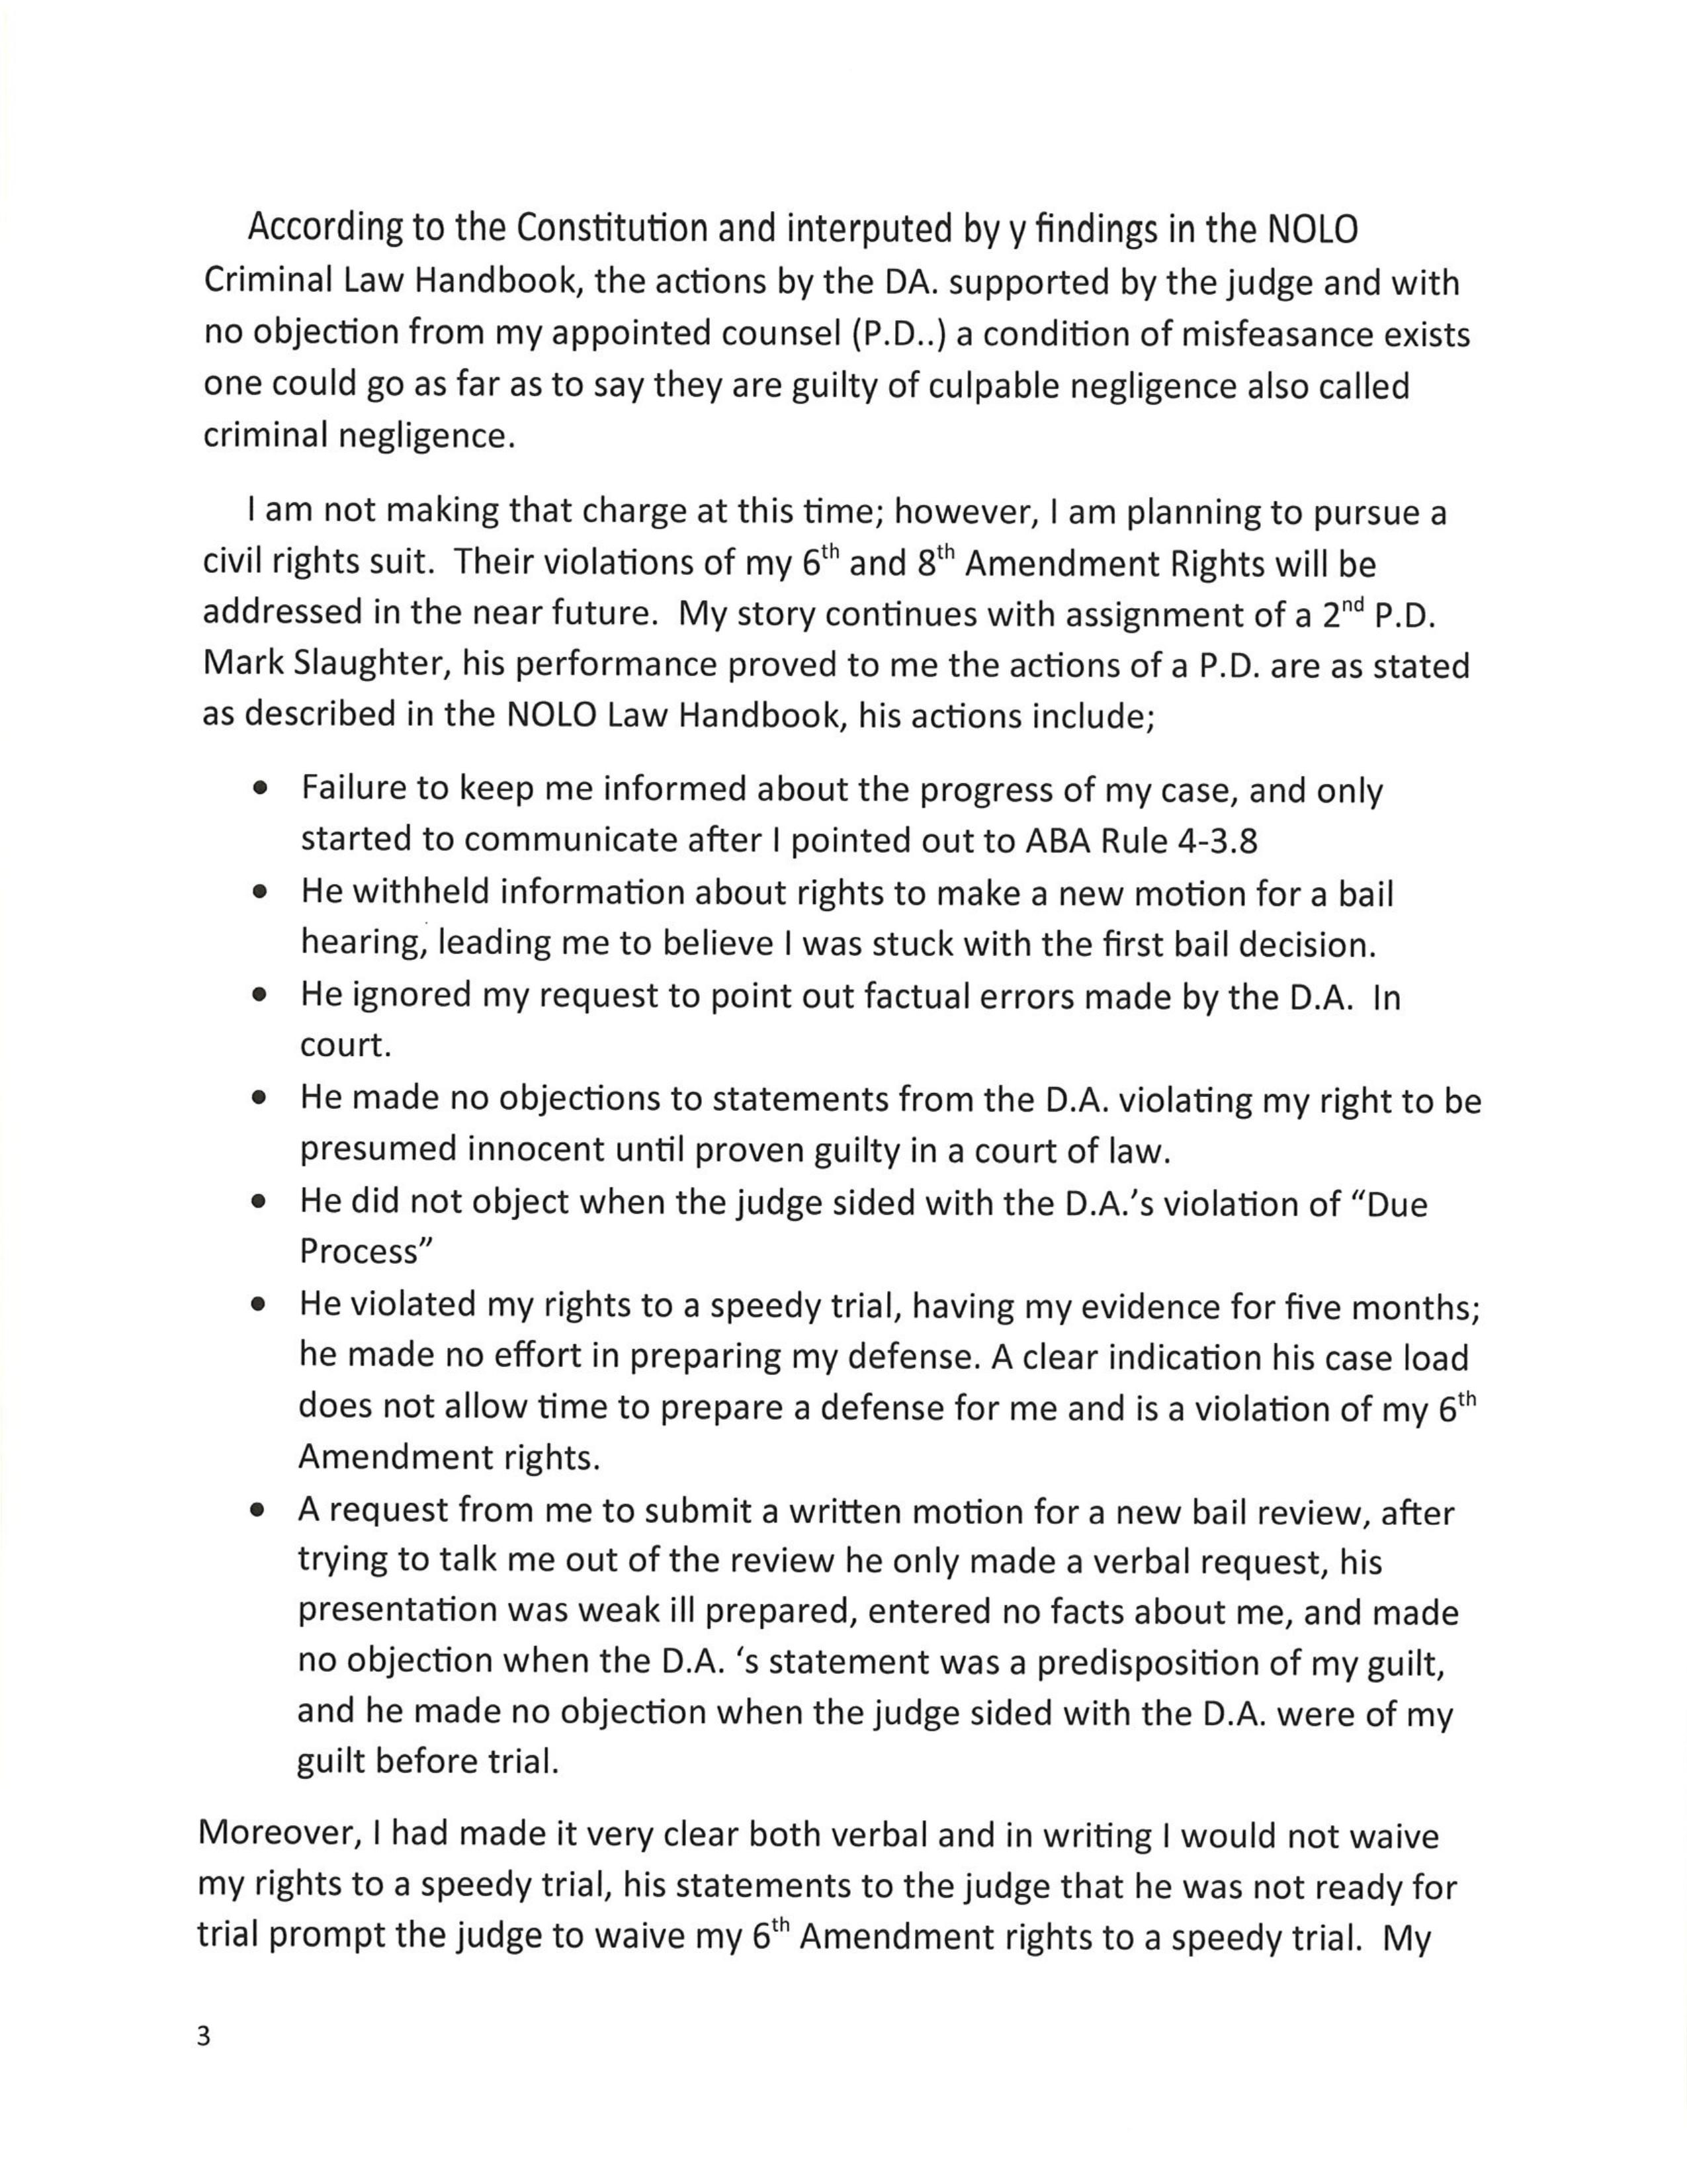 According to the Constitution and interputed by y findings in the NOLO
Criminal Law Handbook, the actions by the DA. supported by the judge and with
no objection from my appointed counsel (P.D..) a condition of misfeasance exists
one could go as far as to say they are guilty of culpable negligence also called
criminal negligence.
I am not making that charge at this time; however, I am planning to pursue a
civil rights suit.  Their violations of my 6th and 8th Amendment Rights will be
addressed in the near future.  My story continues with assignment of a 2nd P.D.
Mark Slaughter, his performance proved to me the actions of a P.D. are as stated
as described in the NOLO Law Handbook, his actions include;
• Failure to keep me informed about the progress of my case, and only
started to communicate after I pointed out to ABA Rule 4-3.8
• He withheld information about rights to make a new motion for a bail
hearing, leading me to believe I was stuck with the first bail decision.
• He ignored my request to point out factual errors made by the D.A.  In
court.
• He made no objections to statements from the D.A. violating my right to be
presumed innocent until proven guilty in a court of law.
• He did not object when the judge sided with the D.A.’s violation of “Due
Process”
• He violated my rights to a speedy trial, having my evidence for five months;
he made no effort in preparing my defense. A clear indication his case load
does not allow time to prepare a defense for me and is a violation of my 6th
Amendment rights.
• A request from me to submit a written motion for a new bail review, after
trying to talk me out of the review he only made a verbal request, his
presentation was weak ill prepared, entered no facts about me, and made
no objection when the D.A. ‘s statement was a predisposition of my guilt,
and he made no objection when the judge sided with the D.A. were of my
guilt before trial.
Moreover, I had made it very clear both verbal and in writing I would not waive
my rights to a speedy trial, his statements to the judge that he was not ready for
trial prompt the judge to waive my 6th Amendment rights to a speedy trial.  My
3